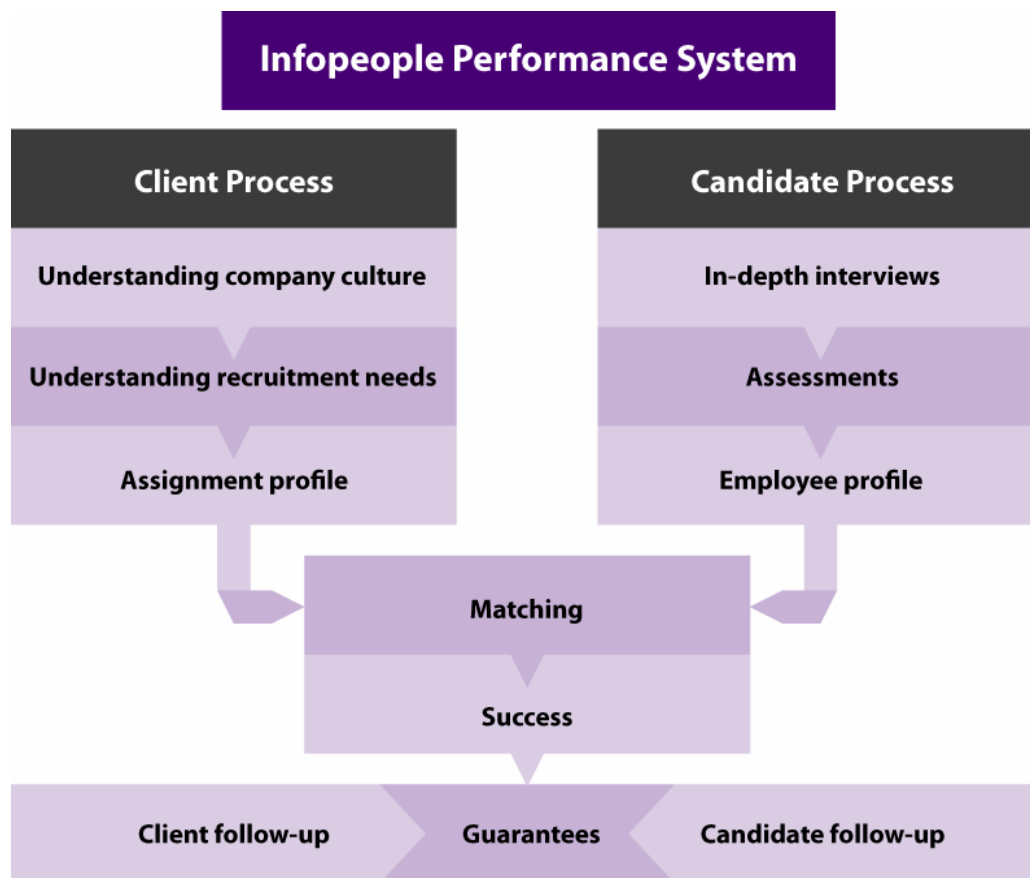 Infopeople Performance System
Client Process
Understanding company culture
Understanding recruitment needs
Assignment profile
Candidate Process
In-depth interviews
Assessments
Employee profile
Matching
Success
Client follow-up
Guarantees
Candidate follow-up